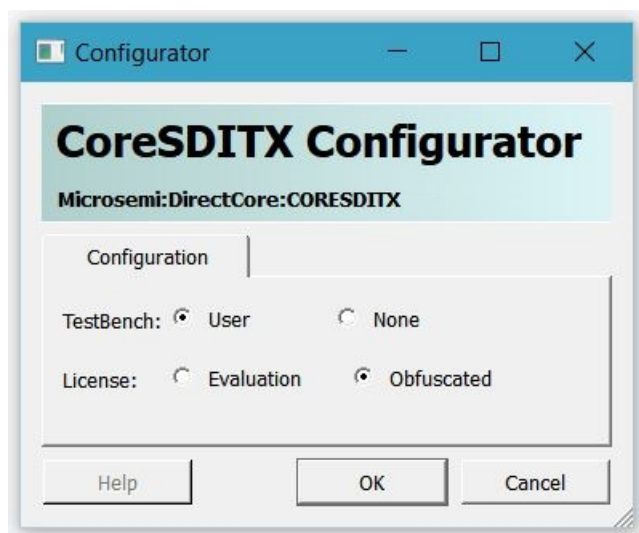 Configurator
CoreSDITX Configurator
Microsemi:DirectCore:CORESDITX
Configuration
TestBench: User None
License: Evaluation Obfuscated
Help OK Cancel